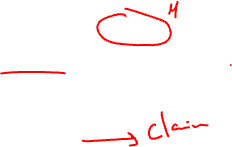 H
→ Clain